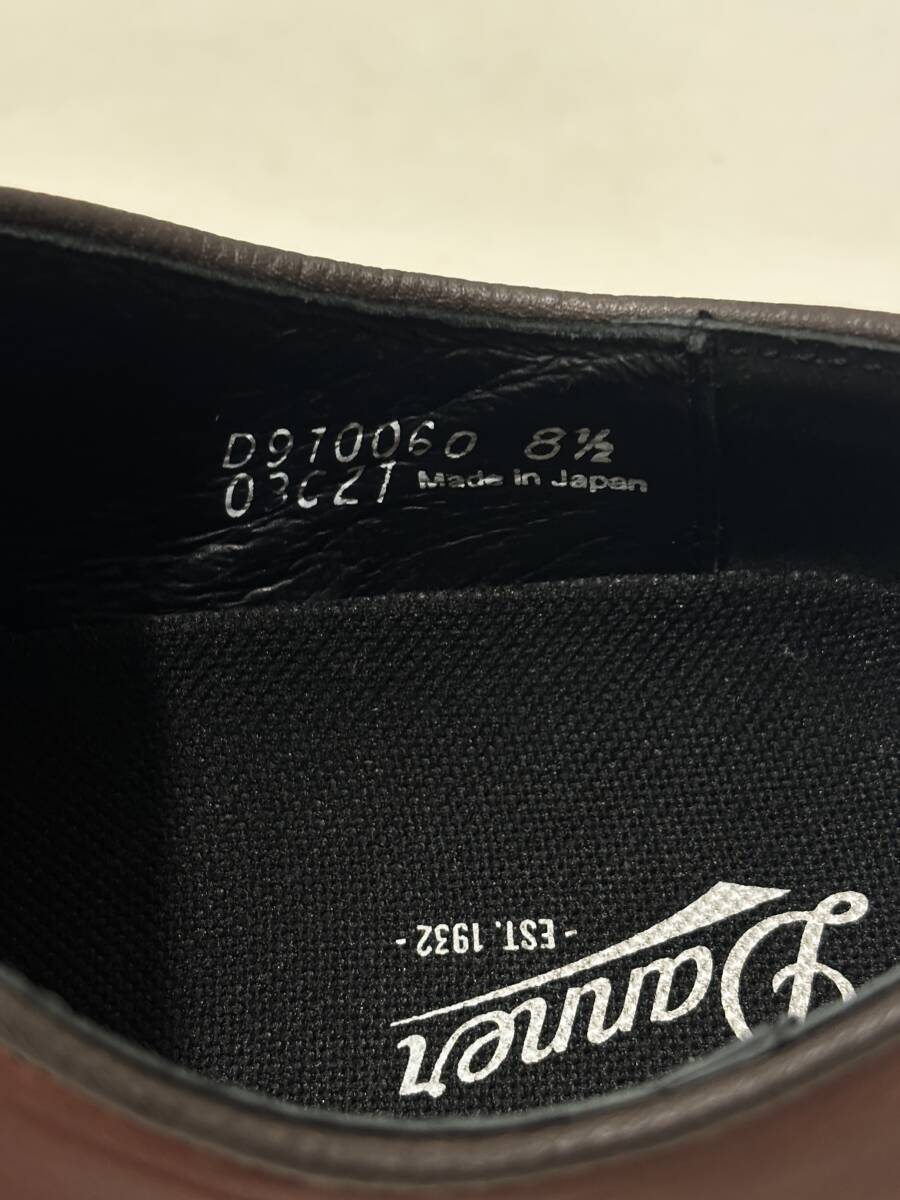 D910060 8½
03C21 Made in Japan
- EST. 1932 -
Danner